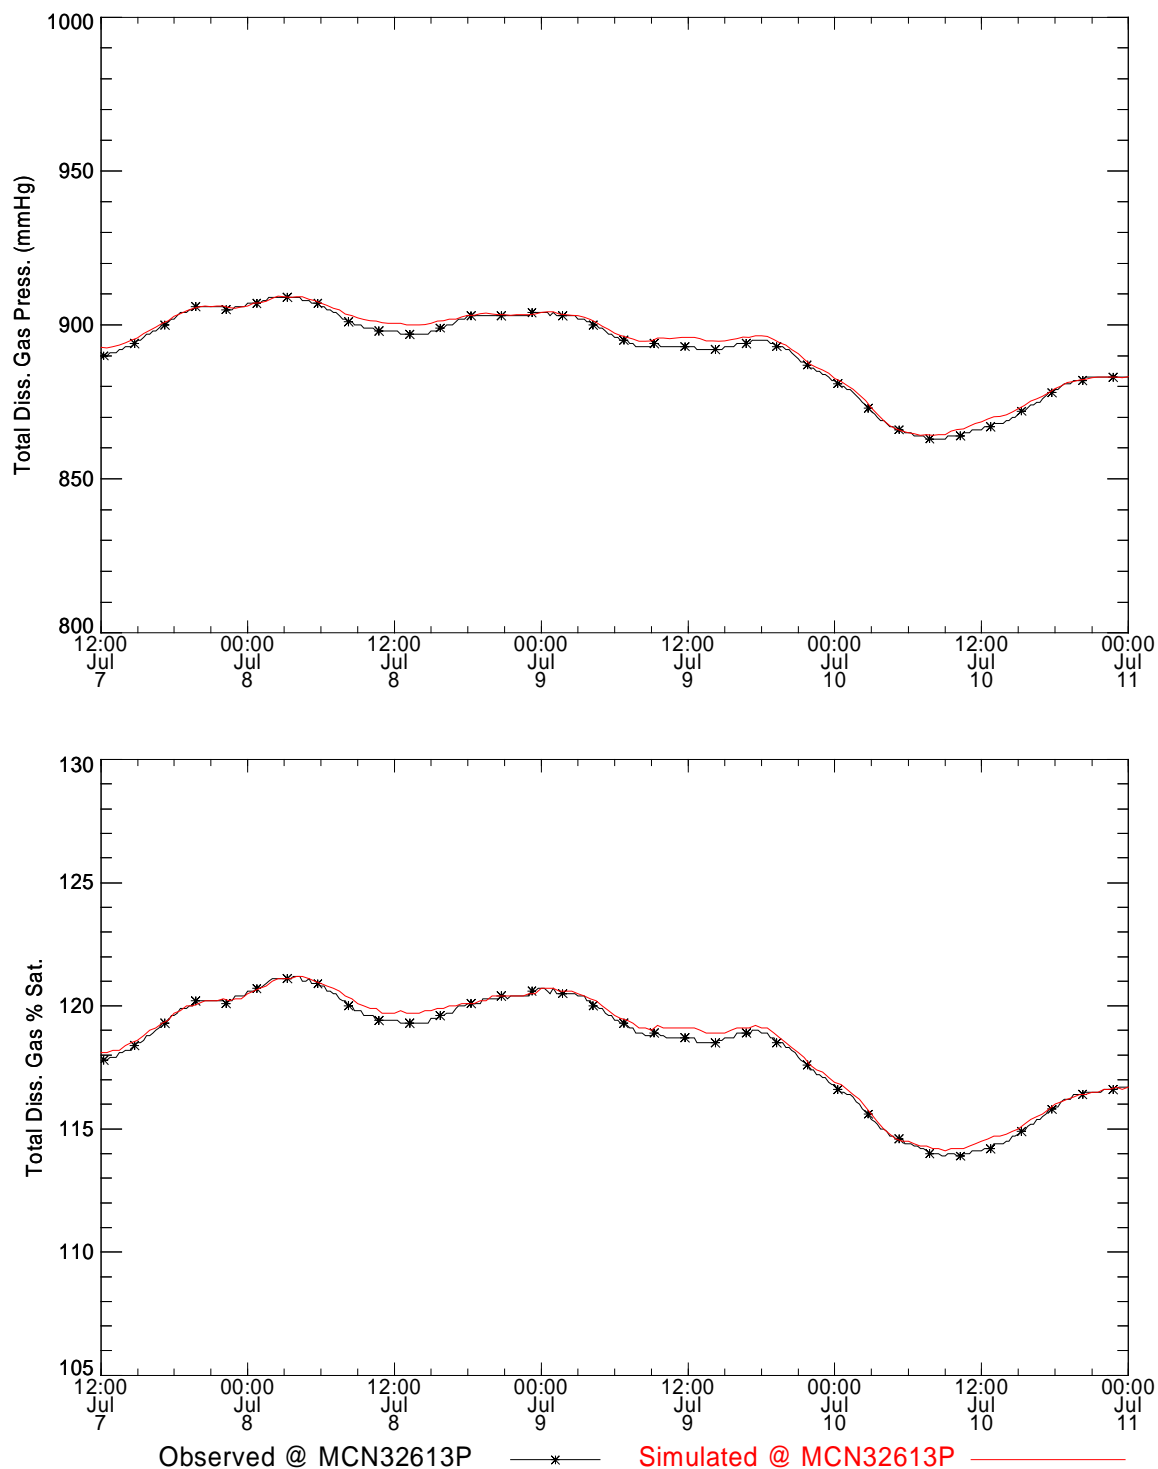 1000
950
900
850
800
Total Diss. Gas Press. (mmHg)
12:00 00:00 12:00 00:00 12:00 00:00 12:00 00:00
Jul Jul Jul Jul Jul Jul Jul Jul
7 8 8 9 9 10 10 11
130
125
120
115
110
105
Total Diss. Gas % Sat.
12:00 00:00 12:00 00:00 12:00 00:00 12:00 00:00
Jul Jul Jul Jul Jul Jul Jul Jul
7 8 8 9 9 10 10 11
Observed @ MCN32613P Simulated @ MCN32613P